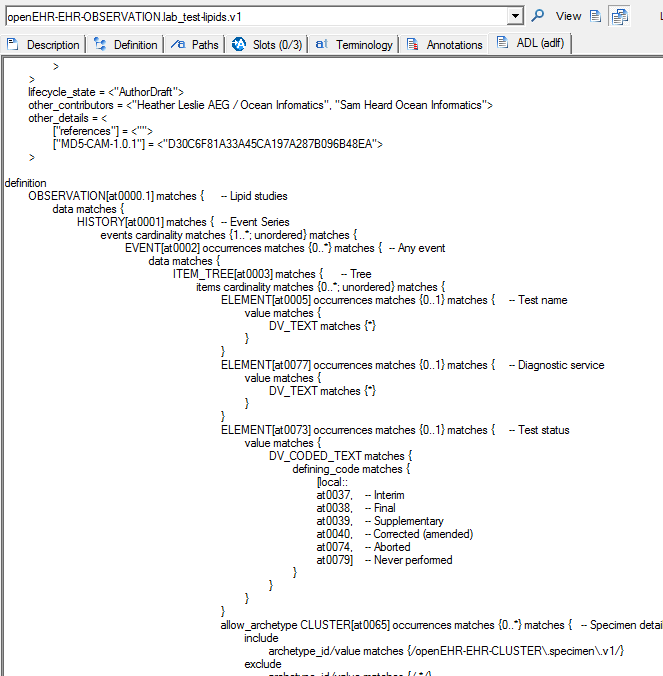 openEHR-EHR-OBSERVATION.lab_test-lipids.v1 View
Description Definition Paths Slots (0/3) at Terminology Annotations ADL (adlf)
>
>
lifecycle_state = <"AuthorDraft">
other_contributors = <"Heather Leslie AEG / Ocean Infomatics", "Sam Heard Ocean Informatics">
other_details = <
["references"] = <"">
["MD5-CAM-1.0.1"] = <"D30C6F81A33A45CA197A287B096B48EA">
>
definition
OBSERVATION[at0000.1] matches { -- Lipid studies
data matches {
HISTORY[at0001] matches { -- Event Series
events cardinality matches {1..*; unordered} matches {
EVENT[at0002] occurrences matches {0..*} matches { -- Any event
data matches {
ITEM_TREE[at0003] matches { -- Tree
items cardinality matches {0..*; unordered} matches {
ELEMENT[at0005] occurrences matches {0..1} matches { -- Test name
value matches {
DV_TEXT matches {*}
}
}
ELEMENT[at0077] occurrences matches {0..1} matches { -- Diagnostic service
value matches {
DV_TEXT matches {*}
}
}
ELEMENT[at0073] occurrences matches {0..1} matches { -- Test status
value matches {
DV_CODED_TEXT matches {
defining_code matches {
[local::
at0037, -- Interim
at0038, -- Final
at0039, -- Supplementary
at0040, -- Corrected (amended)
at0074, -- Aborted
at0079] -- Never performed
}
}
}
}
allow_archetype CLUSTER[at0065] occurrences matches {0..*} matches { -- Specimen detai
include
archetype_id/value matches {/openEHR-EHR-CLUSTER\.specimen\.v1/}
exclude
archetype_id/value matches {/.*/}